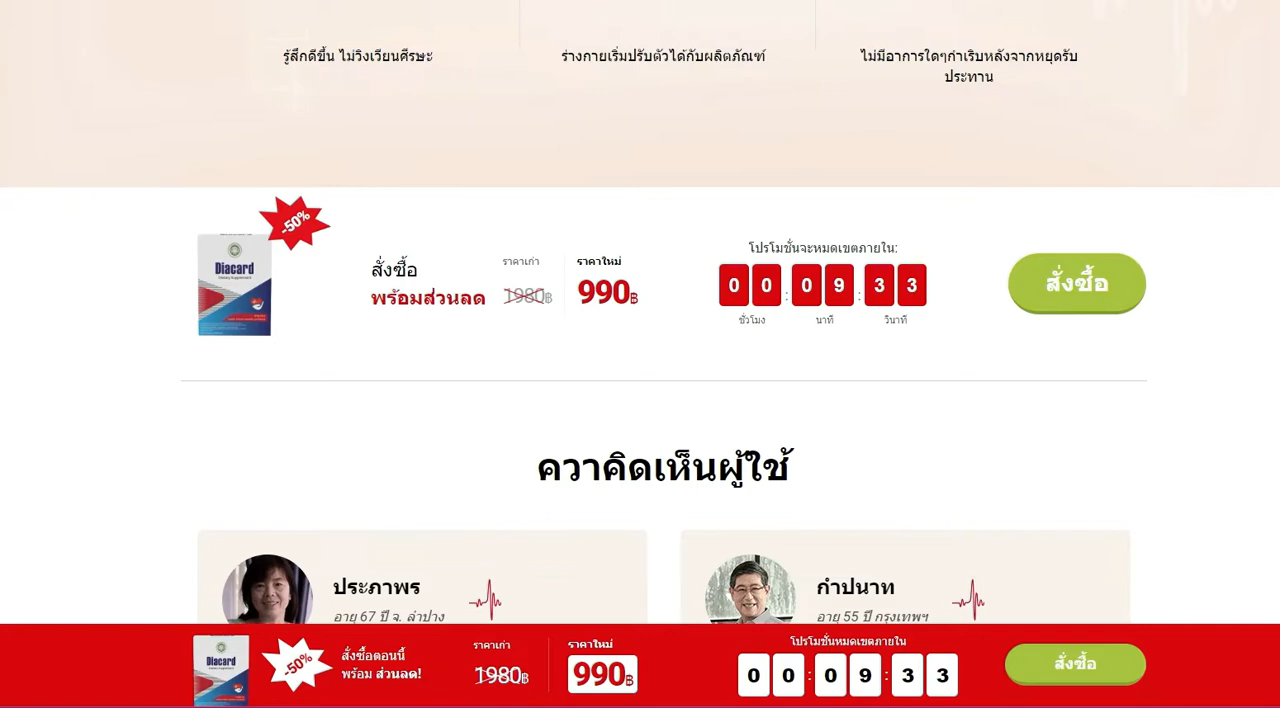 รู้สึกดีขึ้น ไม่วิงเวียนศีรษะ
ร่างกายเริ่มปรับตัวได้กับผลิตภัณฑ์
ไม่มีอาการใดๆกำเริบหลังจากหยุดรับ
ประทาน
-50%
Diacard
Dietary Supplement
สั่งซื้อ
พร้อมส่วนลด
ราคาเก่า
1980฿
ราคาใหม่
990฿
โปรโมชั่นจะหมดเขตภายใน:
00:09:33
ชั่วโมง นาที วินาที
สั่งซื้อ
ความคิดเห็นผู้ใช้
ประภาพร
อายุ 67 ปี จ. ลำปาง
กำปนาท
อายุ 55 ปี กรุงเทพฯ
Diacard
-50%
สั่งซื้อตอนนี้
พร้อม ส่วนลด!
ราคาเก่า
1980฿
ราคาใหม่
990฿
โปรโมชั่นหมดเขตภายใน
00:09:33
สั่งซื้อ